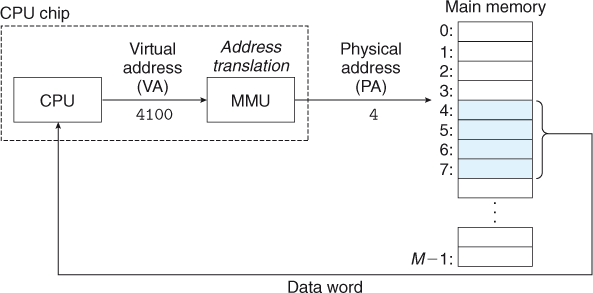 CPU chip
Main memory
Virtual
address
(VA)
Address
translation
Physical
address
(PA)
CPU
4100
MMU
4
0:
1:
2:
3:
4:
5:
6:
7:
M−1:
Data word